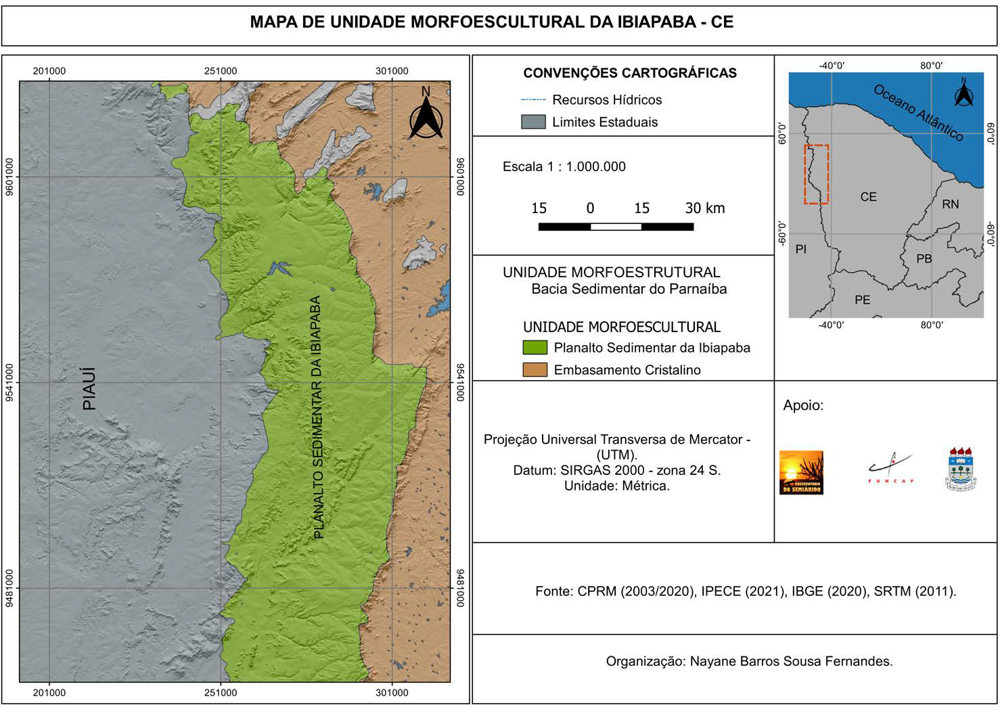 MAPA DE UNIDADE MORFOESCULTURAL DA IBIAPABA - CE
201000 251000 301000
N
9601000 9601000
9541000 9541000
9481000 9481000
PIAUÍ
PLANALTO SEDIMENTAR DA IBIAPABA
201000 251000 301000
CONVENÇÕES CARTOGRÁFICAS
Recursos Hídricos
Limites Estaduais
Escala 1 : 1.000.000
15 0 15 30 km
UNIDADE MORFOESTRUTURAL
Bacia Sedimentar do Parnaíba
UNIDADE MORFOESCULTURAL
Planalto Sedimentar da Ibiapaba
Embasamento Cristalino
Projeção Universal Transversa de Mercator -
(UTM).
Datum: SIRGAS 2000 - zona 24 S.
Unidade: Métrica.
-40°0' 80°0'
N
Oceano Atlântico
60°0' 60°0'
CE
RN
-60°0' -60°0'
PI
PB
PE
-40°0' 80°0'
Apoio:
OBSERVATÓRIO
DO SEMIÁRIDO
FUNCAP
Fonte: CPRM (2003/2020), IPECE (2021), IBGE (2020), SRTM (2011).
Organização: Nayane Barros Sousa Fernandes.